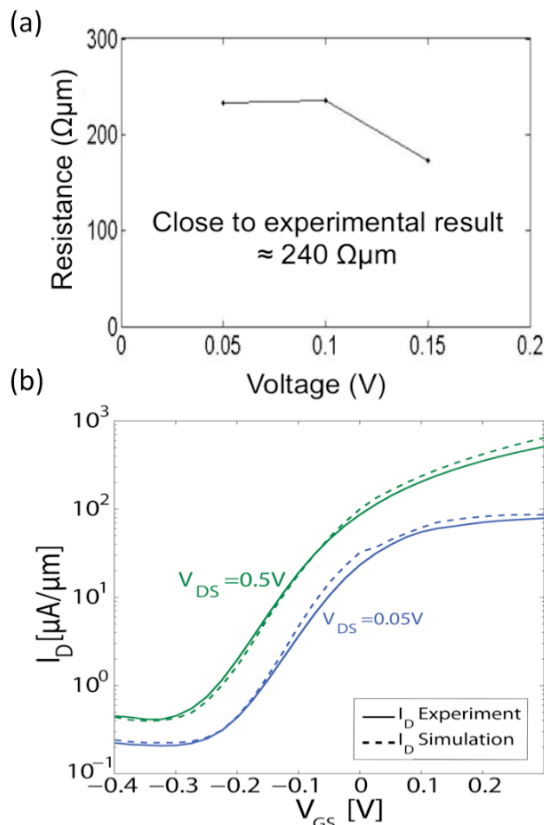 (a)
300
200
100
0
Resistance (Ωμm)
Close to experimental result
≈ 240 Ωμm
0
0.05
0.1
0.15
0.2
Voltage (V)
(b)
10³
10²
10¹
10⁰
10⁻¹
I_D[μA/μm]
V_DS=0.5V
V_DS=0.05V
I_D Experiment
I_D Simulation
−0.4
−0.3
−0.2
−0.1
0
0.1
0.2
V_GS [V]